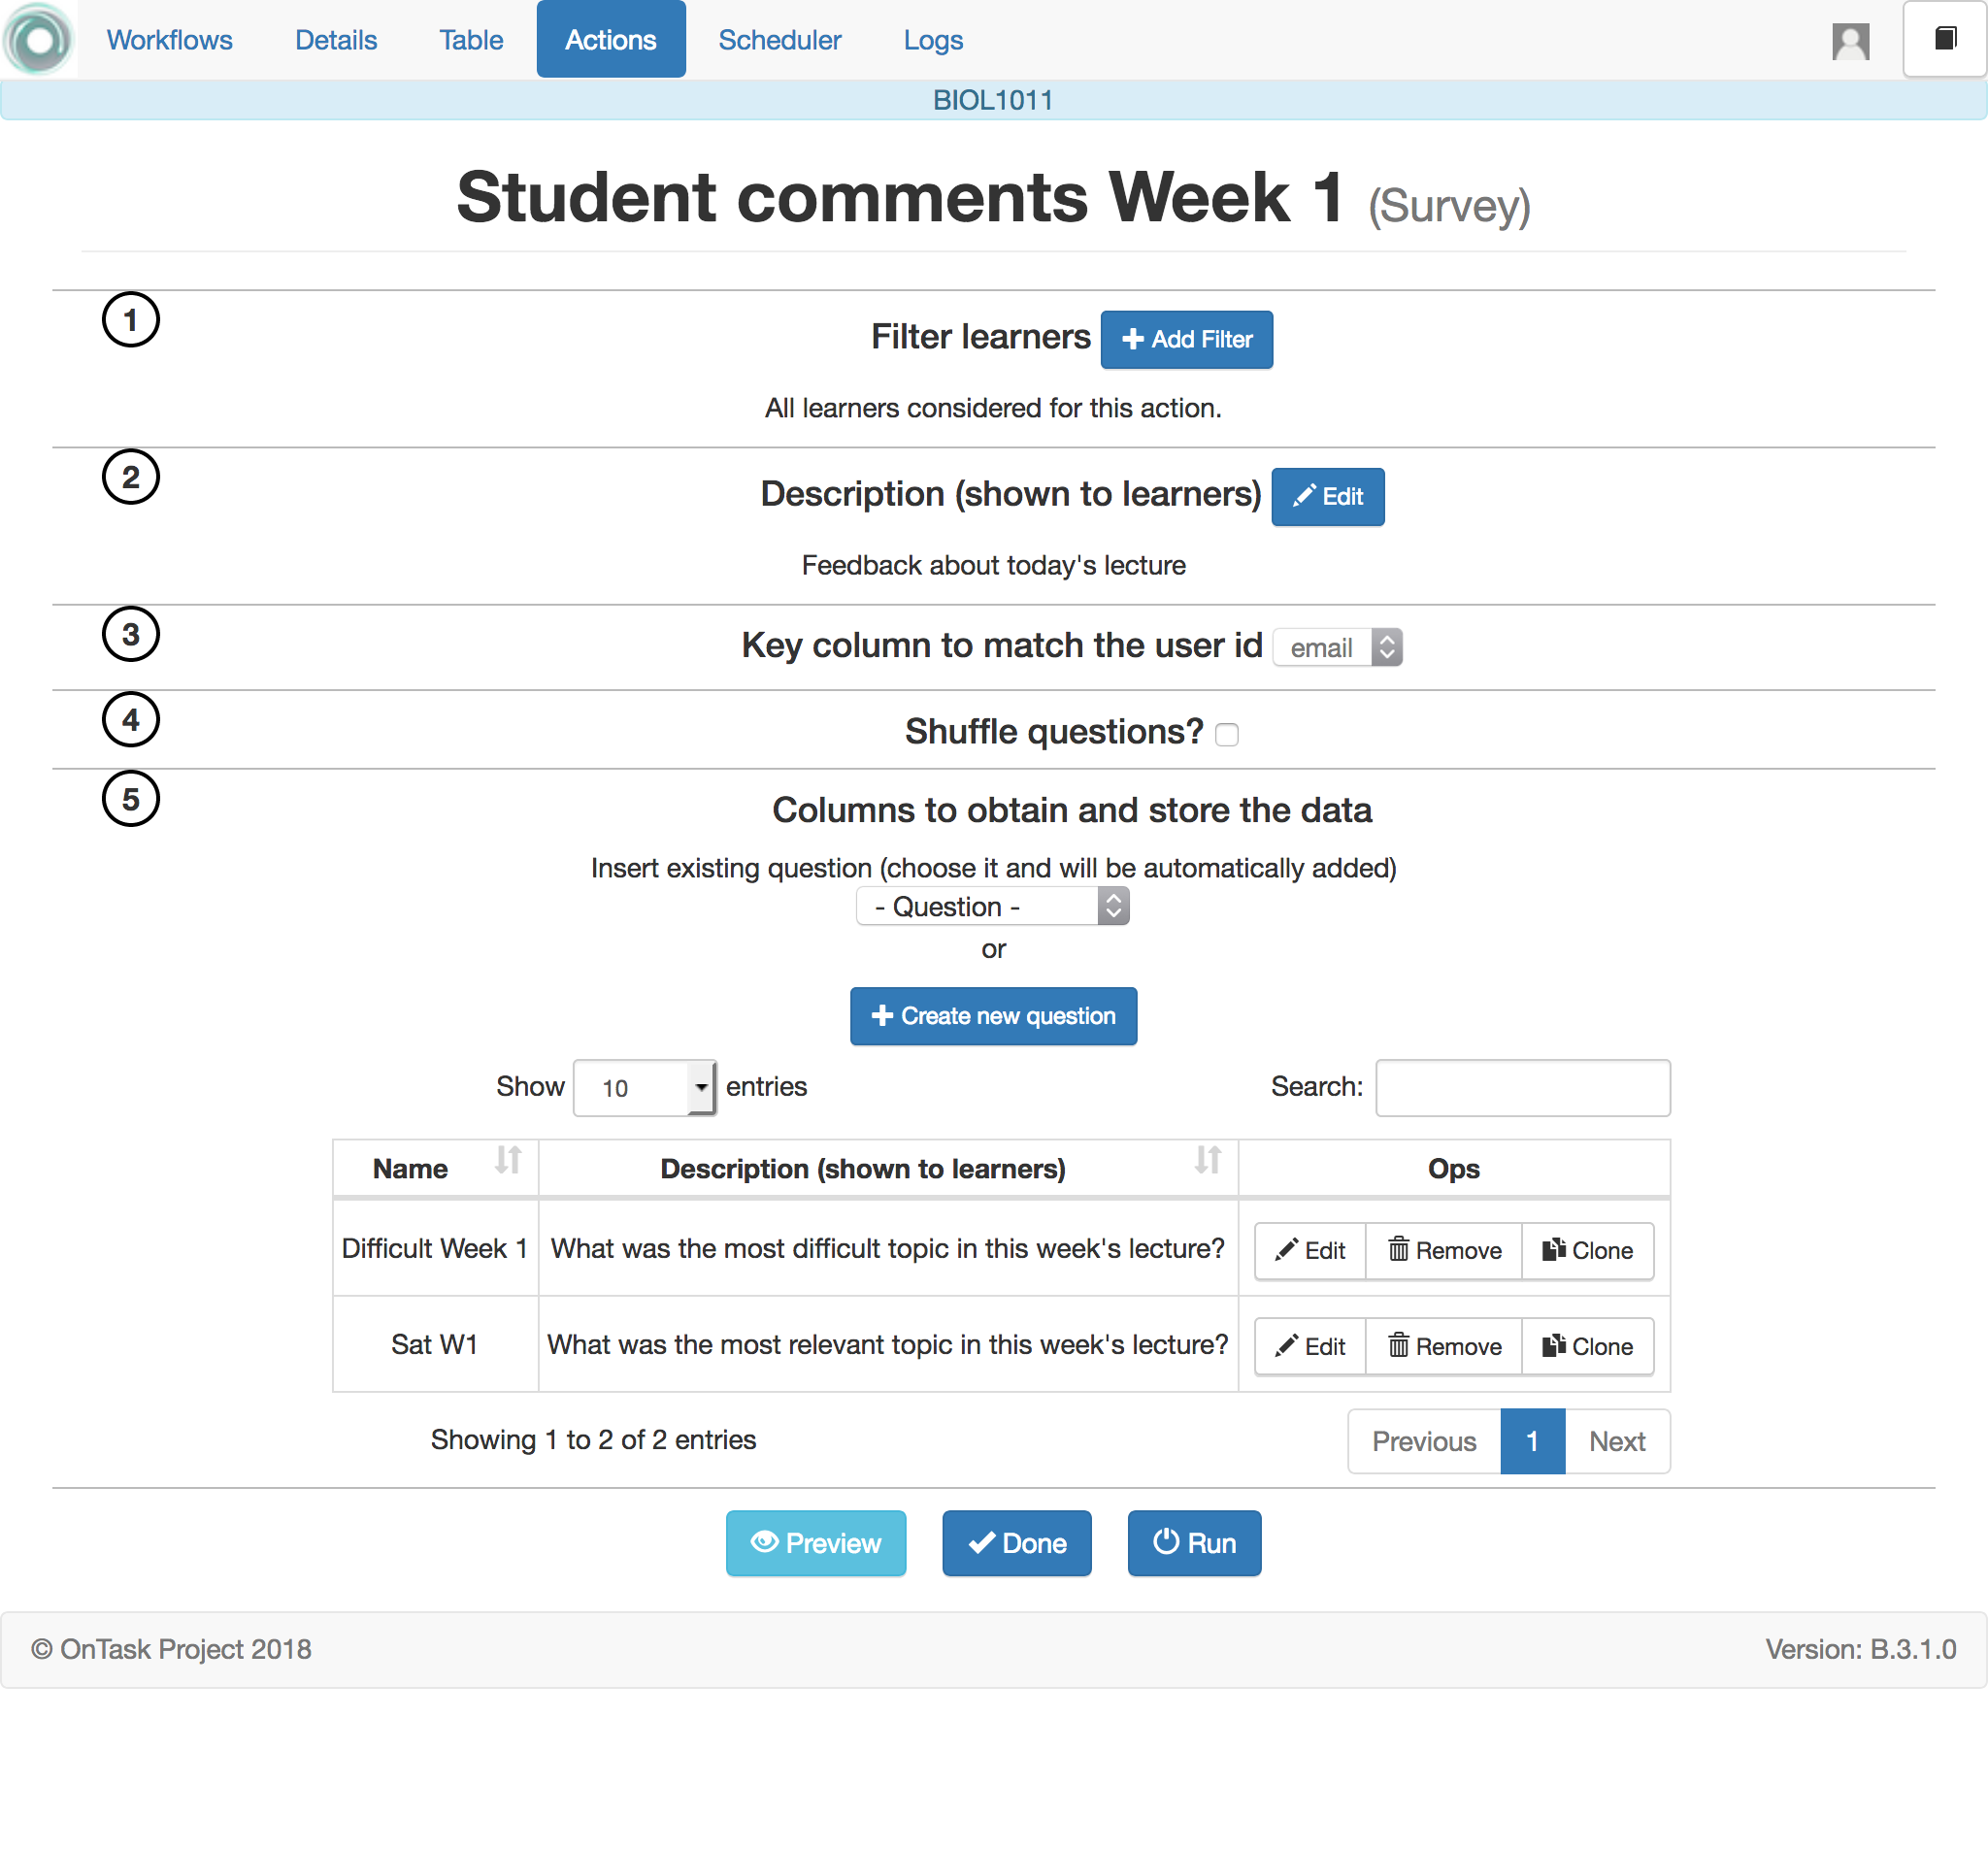 Workflows Details Table Actions Scheduler Logs
BIOL1011
Student comments Week 1 (Survey)
1
Filter learners Add Filter
All learners considered for this action.
2
Description (shown to learners) Edit
Feedback about today's lecture
3
Key column to match the user id email
4
Shuffle questions?
5
Columns to obtain and store the data
Insert existing question (choose it and will be automatically added)
- Question -
or
Create new question
Show 10 entries Search:
Name Description (shown to learners) Ops
Difficult Week 1 What was the most difficult topic in this week's lecture? Edit Remove Clone
Sat W1 What was the most relevant topic in this week's lecture? Edit Remove Clone
Showing 1 to 2 of 2 entries Previous 1 Next
Preview Done Run
© OnTask Project 2018 Version: B.3.1.0